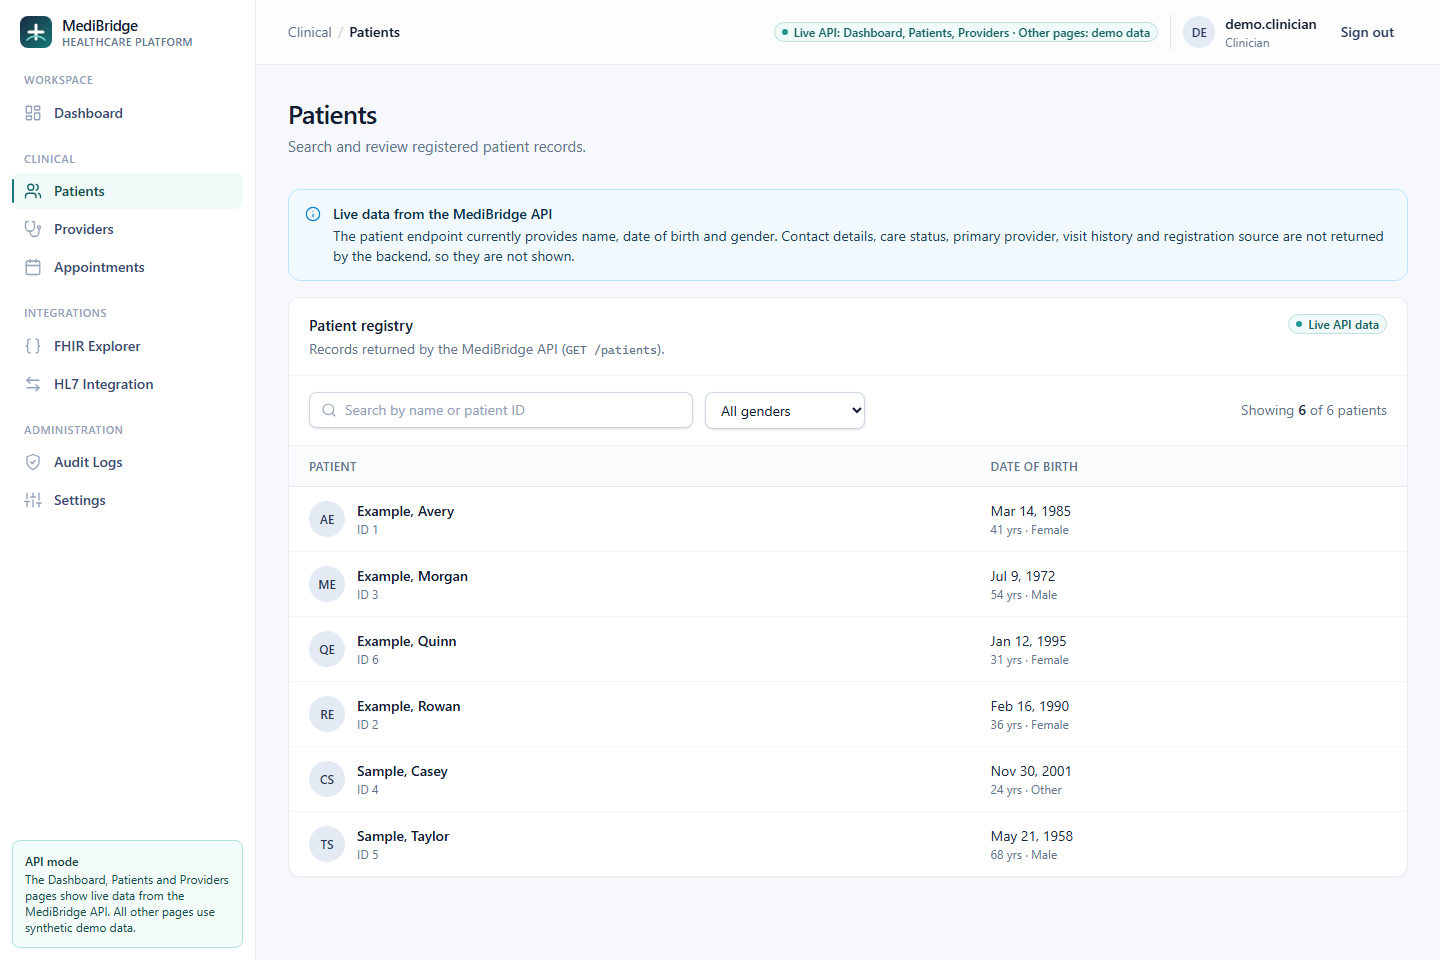 MediBridge
HEALTHCARE PLATFORM
WORKSPACE
Dashboard
CLINICAL
Patients
Providers
Appointments
INTEGRATIONS
FHIR Explorer
HL7 Integration
ADMINISTRATION
Audit Logs
Settings
API mode
The Dashboard, Patients and Providers
pages show live data from the
MediBridge API. All other pages use
synthetic demo data.
Clinical / Patients
Live API: Dashboard, Patients, Providers · Other pages: demo data
DE
demo.clinician
Clinician
Sign out
Patients
Search and review registered patient records.
Live data from the MediBridge API
The patient endpoint currently provides name, date of birth and gender. Contact details, care status, primary provider, visit history and registration source are not returned
by the backend, so they are not shown.
Patient registry
Records returned by the MediBridge API (GET /patients).
Live API data
Search by name or patient ID
All genders
Showing 6 of 6 patients
PATIENT DATE OF BIRTH
AE
Example, Avery
ID 1
Mar 14, 1985
41 yrs · Female
ME
Example, Morgan
ID 3
Jul 9, 1972
54 yrs · Male
QE
Example, Quinn
ID 6
Jan 12, 1995
31 yrs · Female
RE
Example, Rowan
ID 2
Feb 16, 1990
36 yrs · Female
CS
Sample, Casey
ID 4
Nov 30, 2001
24 yrs · Other
TS
Sample, Taylor
ID 5
May 21, 1958
68 yrs · Male